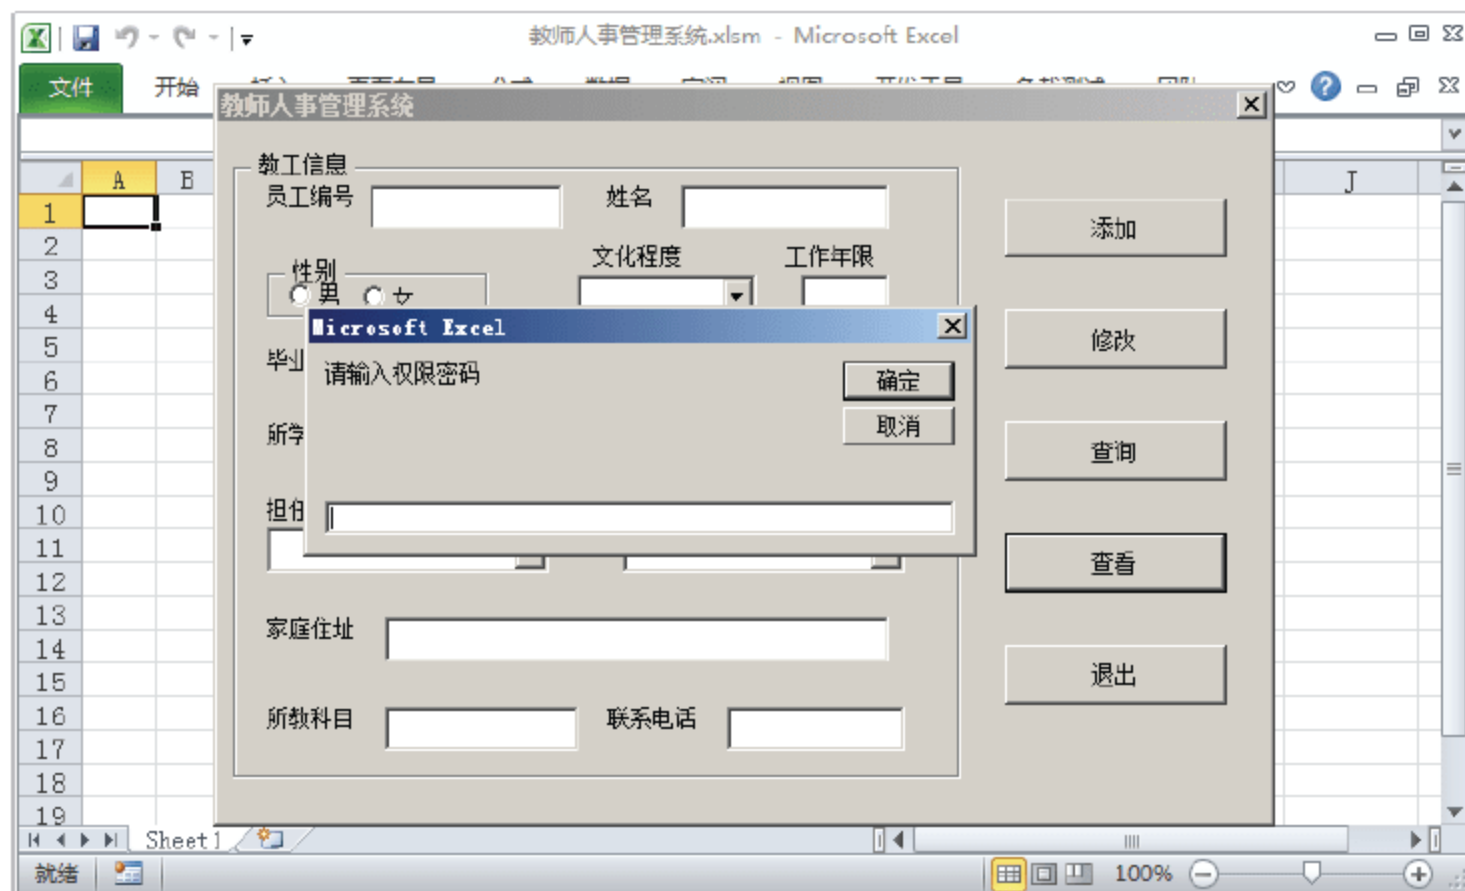 教师人事管理系统.xlsm - Microsoft Excel
文件 开始
教师人事管理系统
教工信息
员工编号 姓名 添加
文化程度 工作年限
性别
男 女
Microsoft Excel
请输入权限密码
确定
取消
修改
查询
查看
家庭住址
退出
所教科目 联系电话
A B J
1
2
3
4
5
6
7
8
9
10
11
12
13
14
15
16
17
18
19
Sheet1
就绪 100%